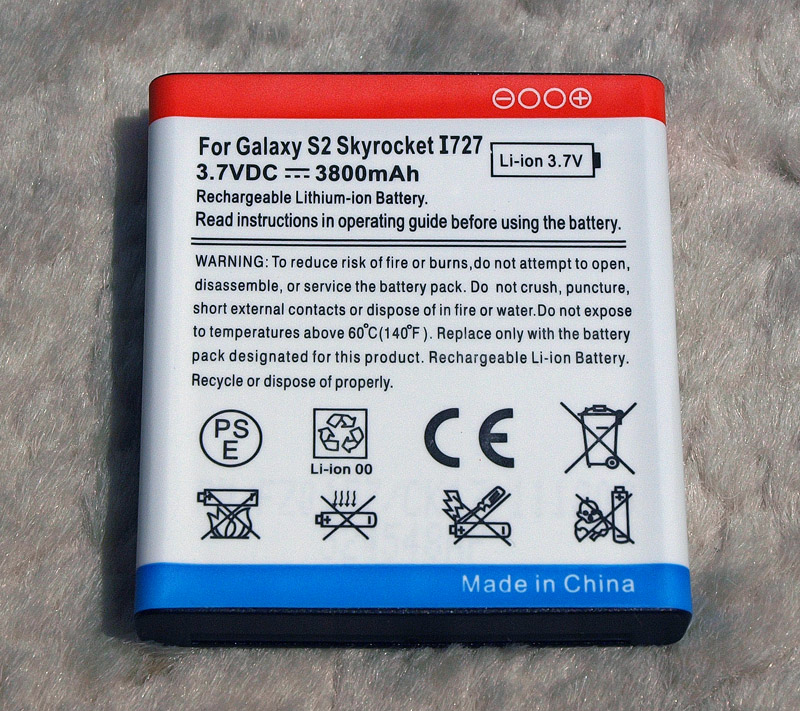 For Galaxy S2 Skyrocket I727
3.7VDC ⎓ 3800mAh
Li-ion 3.7V
Rechargeable Lithium-ion Battery.
Read instructions in operating guide before using the battery.
WARNING: To reduce risk of fire or burns,do not attempt to open,
disassemble, or service the battery pack. Do not crush, puncture,
short external contacts or dispose of in fire or water.Do not expose
to temperatures above 60℃(140℉). Replace only with the battery
pack designated for this product. Rechargeable Li-ion Battery.
Recycle or dispose of properly.
PS
E
Li-ion 00
CE
Made in China